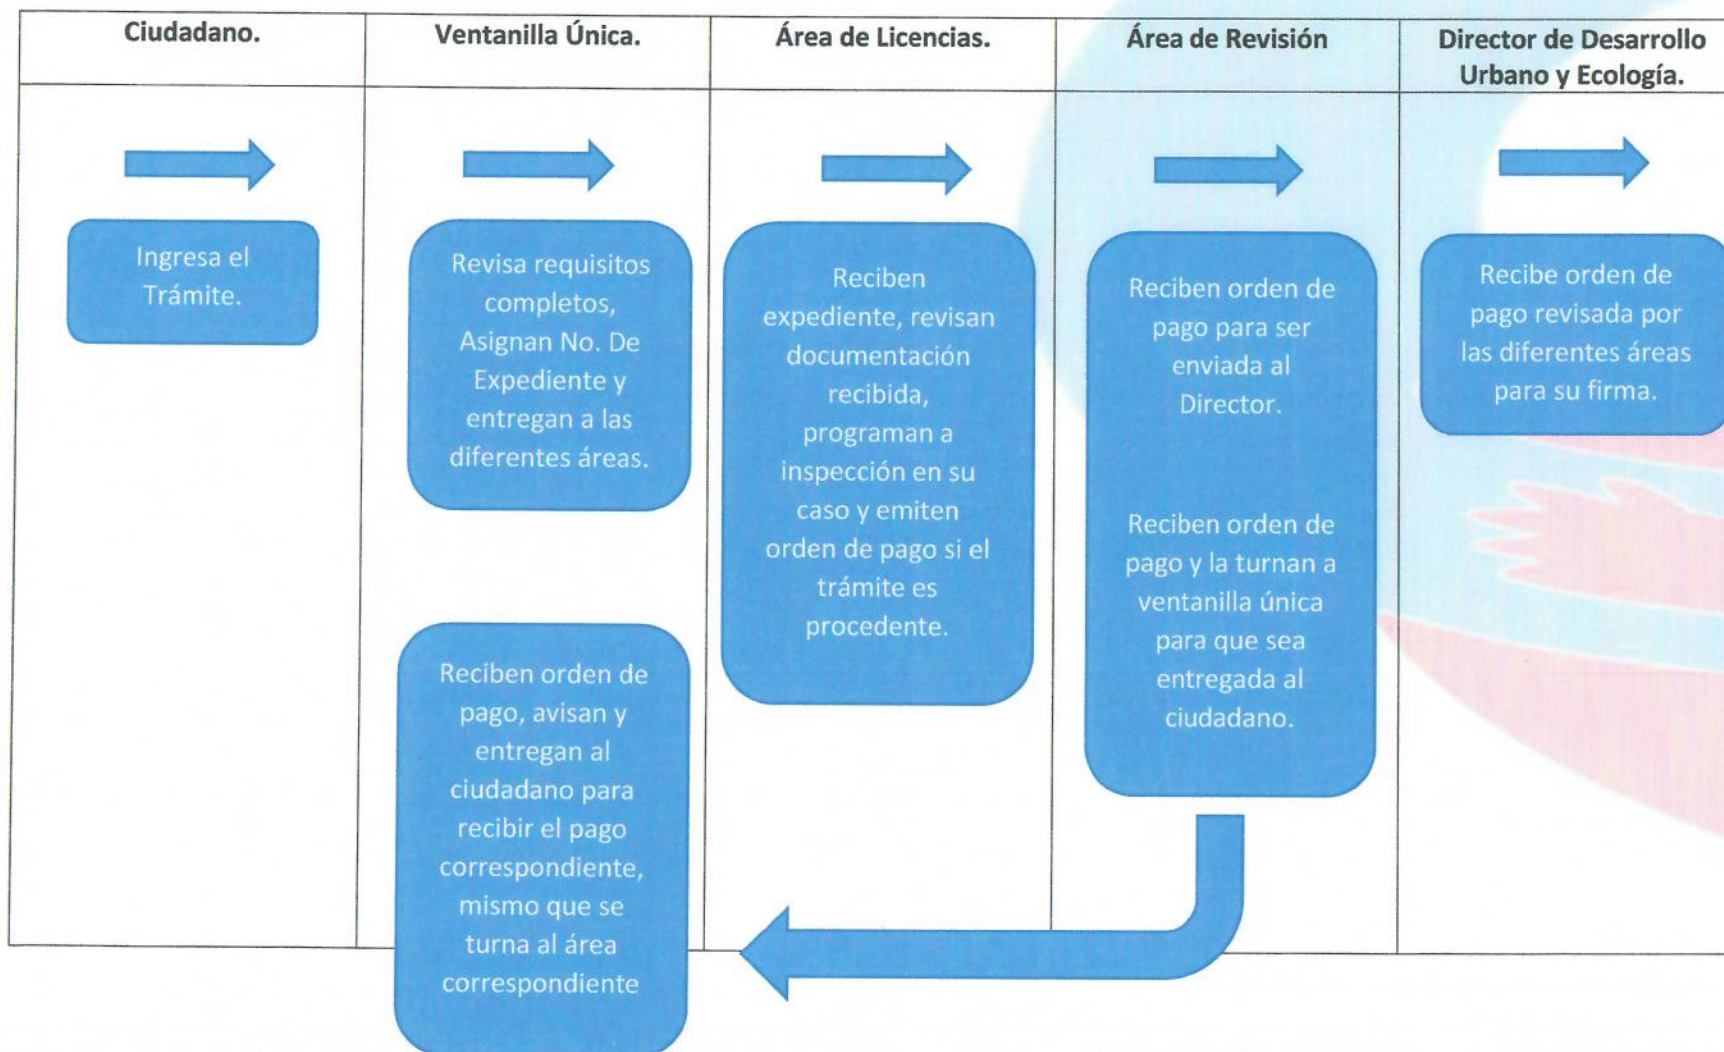 Ciudadano.
Ventanilla Única.
Área de Licencias.
Área de Revisión
Director de Desarrollo
Urbano y Ecología.
Ingresa el
Trámite.
Revisa requisitos
completos,
Asignan No. De
Expediente y
entregan a las
diferentes áreas.
Reciben orden de
pago, avisan y
entregan al
ciudadano para
recibir el pago
correspondiente,
mismo que se
turna al área
correspondiente
Reciben
expediente, revisan
documentación
recibida,
programan a
inspección en su
caso y emiten
orden de pago si el
trámite es
procedente.
Reciben orden de
pago para ser
enviada al
Director.
Reciben orden de
pago y la turnan a
ventanilla única
para que sea
entregada al
ciudadano.
Recibe orden de
pago revisada por
las diferentes áreas
para su firma.